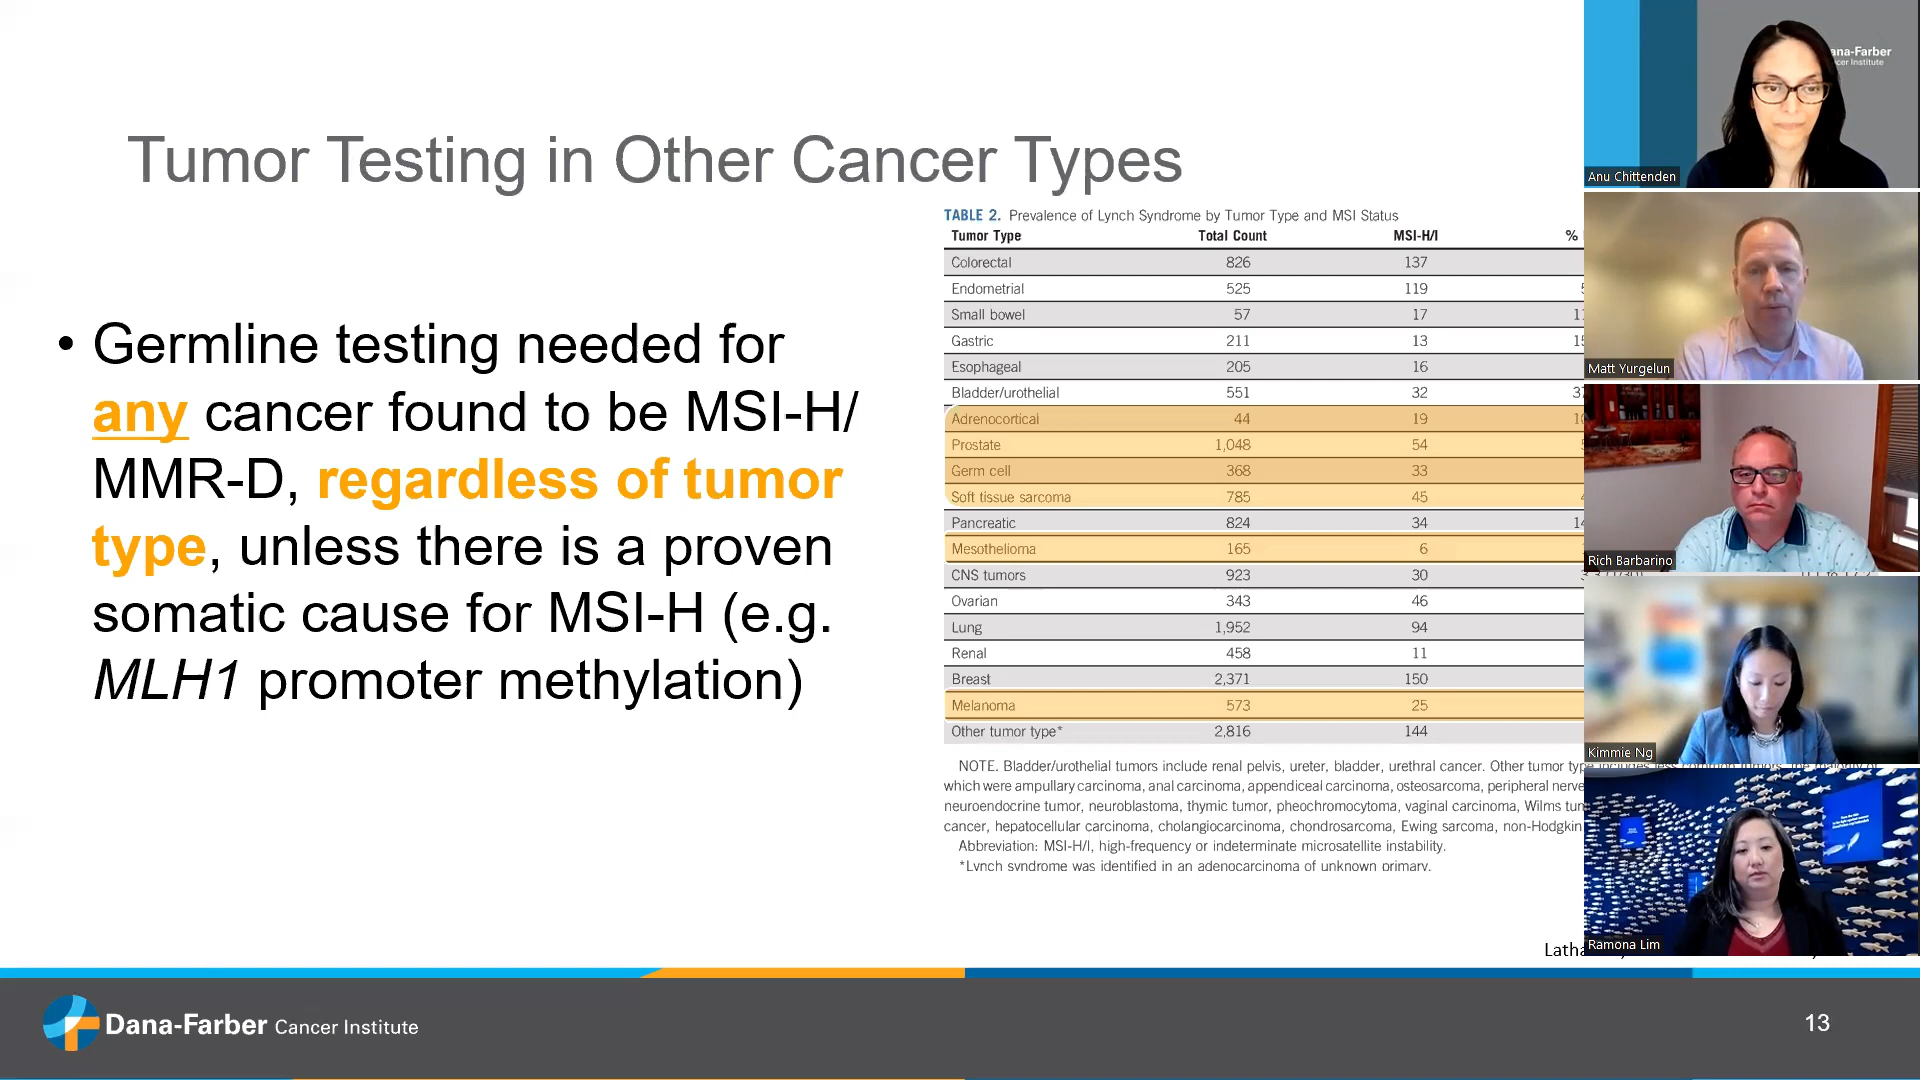 Tumor Testing in Other Cancer Types
• Germline testing needed for
any cancer found to be MSI-H/
MMR-D, regardless of tumor
type, unless there is a proven
somatic cause for MSI-H (e.g.
MLH1 promoter methylation)
TABLE 2. Prevalence of Lynch Syndrome by Tumor Type and MSI Status
Tumor Type Total Count MSI-H/I %
Colorectal 826 137
Endometrial 525 119
Small bowel 57 17
Gastric 211 13
Esophageal 205 16
Bladder/urothelial 551 32
Adrenocortical 44 19
Prostate 1,048 54
Germ cell 368 33
Soft tissue sarcoma 785 45
Pancreatic 824 34
Mesothelioma 165 6
CNS tumors 923 30
Ovarian 343 46
Lung 1,952 94
Renal 458 11
Breast 2,371 150
Melanoma 573 25
Other tumor type* 2,816 144
NOTE. Bladder/urothelial tumors include renal pelvis, ureter, bladder, urethral cancer. Other tumor type includes less common tumors, the majority of
which were ampullary carcinoma, anal carcinoma, appendiceal carcinoma, osteosarcoma, peripheral nerve
neuroendocrine tumor, neuroblastoma, thymic tumor, pheochromocytoma, vaginal carcinoma, Wilms
cancer, hepatocellular carcinoma, cholangiocarcinoma, chondrosarcoma, Ewing sarcoma, non-Hodgkin
Abbreviation: MSI-H/I, high-frequency or indeterminate microsatellite instability.
*Lynch syndrome was identified in an adenocarcinoma of unknown primary.
Dana-Farber Cancer Institute
13
Anu Chittenden
Matt Yurgelun
Rich Barbarino
Kimmie Ng
Ramona Lim